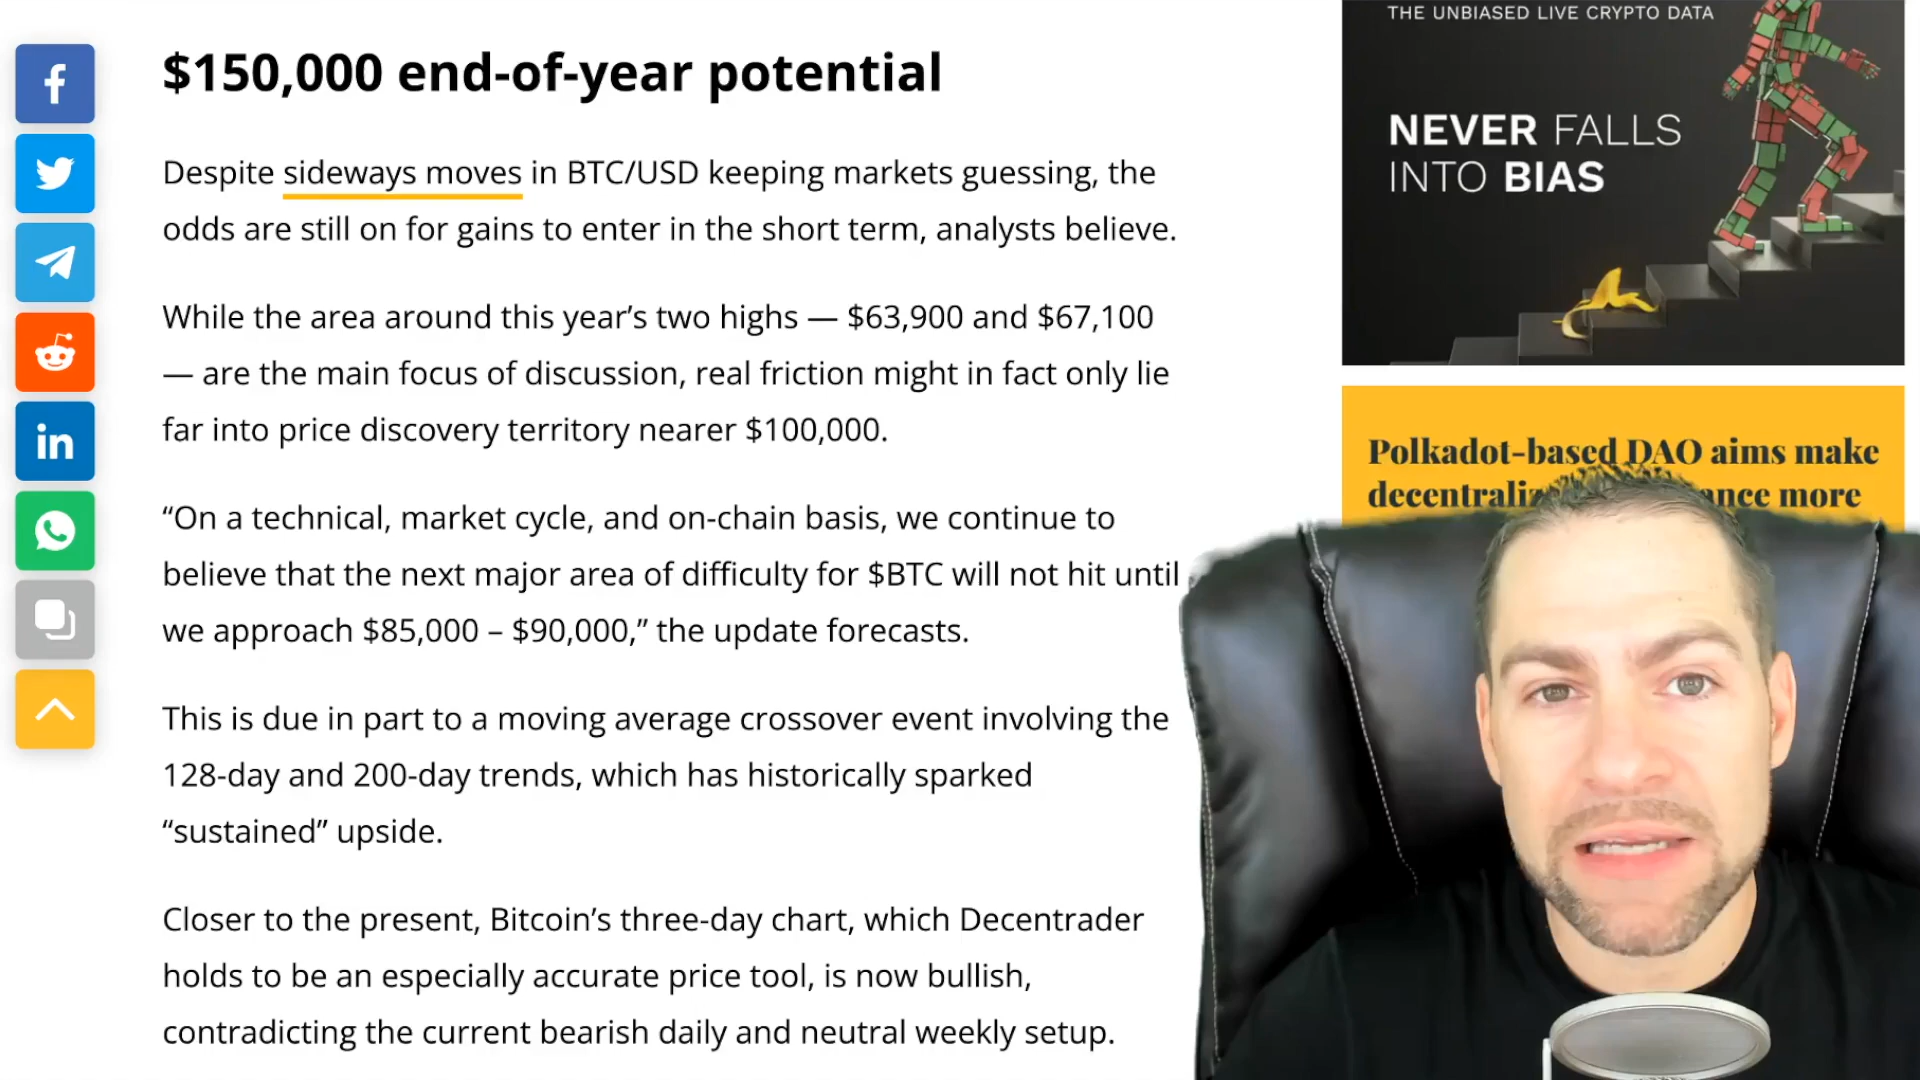 THE UNBIASED LIVE CRYPTO DATA
NEVER FALLS
INTO BIAS
$150,000 end-of-year potential
Despite sideways moves in BTC/USD keeping markets guessing, the
odds are still on for gains to enter in the short term, analysts believe.
While the area around this year’s two highs — $63,900 and $67,100
— are the main focus of discussion, real friction might in fact only lie
far into price discovery territory nearer $100,000.
“On a technical, market cycle, and on-chain basis, we continue to
believe that the next major area of difficulty for $BTC will not hit until
we approach $85,000 – $90,000,” the update forecasts.
This is due in part to a moving average crossover event involving the
128-day and 200-day trends, which has historically sparked
“sustained” upside.
Closer to the present, Bitcoin’s three-day chart, which Decentrader
holds to be an especially accurate price tool, is now bullish,
contradicting the current bearish daily and neutral weekly setup.
Polkadot-based DAO aims make
more
f
in